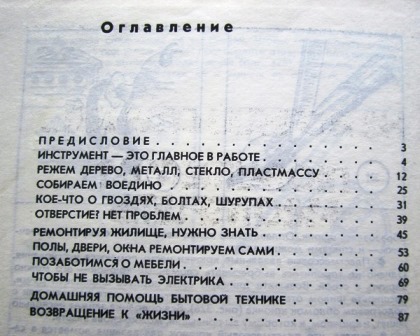 Оглавление
ПРЕДИСЛОВИЕ . . . . . . . . . . . . . . . . 3
ИНСТРУМЕНТ — ЭТО ГЛАВНОЕ В РАБОТЕ . . . . . . . . 4
РЕЖЕМ ДЕРЕВО, МЕТАЛЛ, СТЕКЛО, ПЛАСТМАССУ . . . . . 12
СОБИРАЕМ ВОЕДИНО . . . . . . . . . . . . . 25
КОЕ-ЧТО О ГВОЗДЯХ, БОЛТАХ, ШУРУПАХ . . . . . . . . 31
ОТВЕРСТИЕ? НЕТ ПРОБЛЕМ . . . . . . . . . . . 39
РЕМОНТИРУЯ ЖИЛИЩЕ, НУЖНО ЗНАТЬ . . . . . . . . . 45
ПОЛЫ, ДВЕРИ, ОКНА РЕМОНТИРУЕМ САМИ . . . . . . . . 53
ПОЗАБОТИМСЯ О МЕБЕЛИ . . . . . . . . . . . . 60
ЧТОБЫ НЕ ВЫЗЫВАТЬ ЭЛЕКТРИКА . . . . . . . . . . 69
ДОМАШНЯЯ ПОМОЩЬ БЫТОВОЙ ТЕХНИКЕ . . . . . . . . 79
ВОЗВРАЩЕНИЕ К «ЖИЗНИ» . . . . . . . . . . . . 87